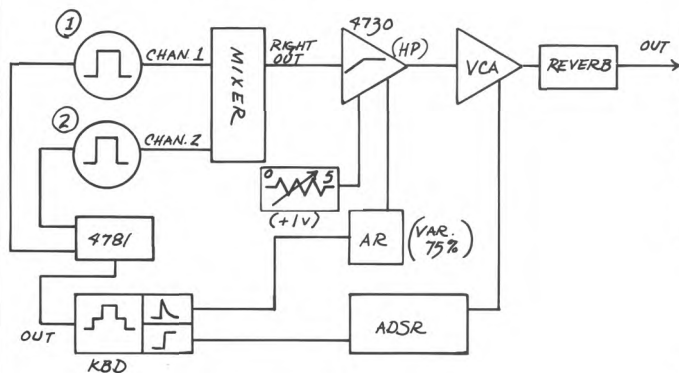 1
CHAN. 1
MIXER
RIGHT
OUT
4730
(HP)
VCA
REVERB
OUT
2
CHAN. 2
0
5
(+1V)
4781
AR
(VAR.
75%)
OUT
KBD
ADSR